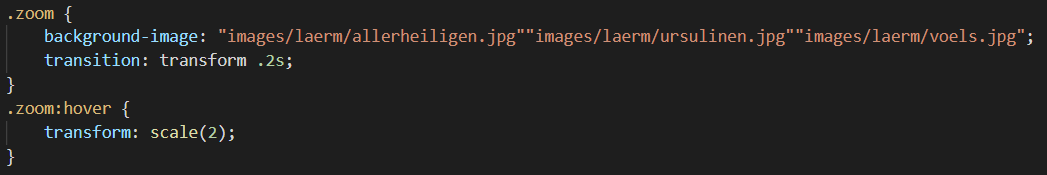 .zoom {
    background-image: "images/laerm/allerheiligen.jpg""images/laerm/ursulinen.jpg""images/laerm/voels.jpg";
    transition: transform .2s;
}
.zoom:hover {
    transform: scale(2);
}